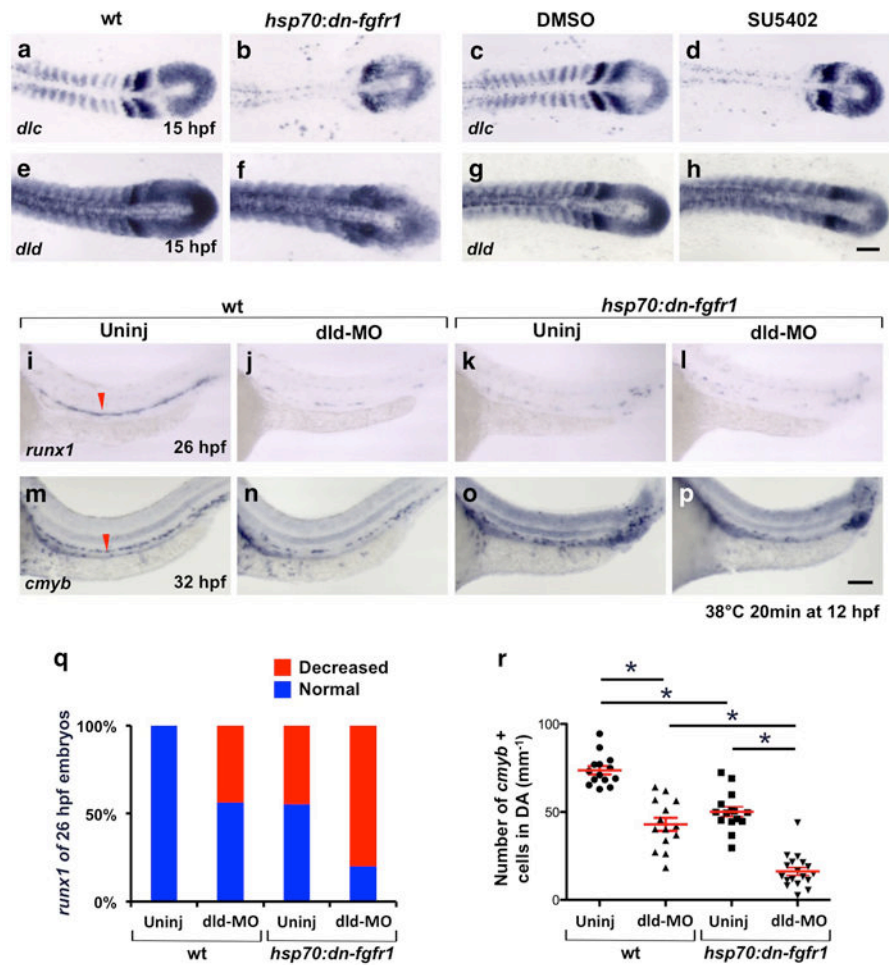 wt hsp70:dn-fgfr1 DMSO SU5402
a b c d
dlc 15 hpf dlc
e f g h
dld 15 hpf dld
wt hsp70:dn-fgfr1
Uninj dld-MO Uninj dld-MO
i j k l
runx1 26 hpf
m n o p
cmyb 32 hpf
38°C 20min at 12 hpf
q
Decreased
Normal
runx1 of 26 hpf embryos
100%
50%
0%
Uninj dld-MO Uninj dld-MO
wt hsp70:dn-fgfr1
r
* * * *
Number of cmyb +
cells in DA (mm⁻¹)
100
50
0
Uninj dld-MO Uninj dld-MO
wt hsp70:dn-fgfr1